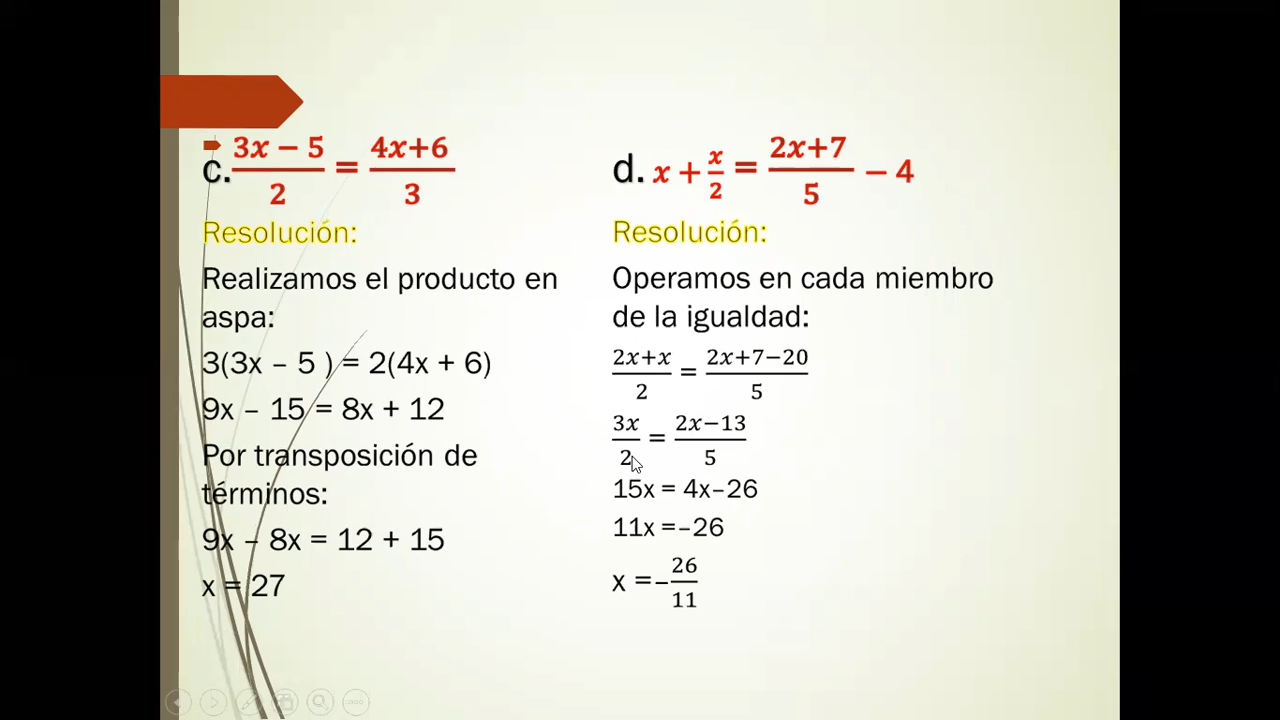 c. (3x − 5)/2 = (4x+6)/3
Resolución:
Realizamos el producto en
aspa:
3(3x – 5 ) = 2(4x + 6)
9x – 15 = 8x + 12
Por transposición de
términos:
9x – 8x = 12 + 15
x = 27
d. x + x/2 = (2x+7)/5 − 4
Resolución:
Operamos en cada miembro
de la igualdad:
(2x+x)/2 = (2x+7−20)/5
3x/2 = (2x−13)/5
15x = 4x–26
11x =–26
x =–26/11